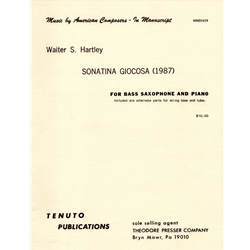 Music by American Composers - In Manuscript
Walter S. Hartley
SONATINA GIOCOSA (1987)
FOR BASS SAXOPHONE AND PIANO
Included are alternate parts for string bass and tuba.
TENUTO
PUBLICATIONS
sole selling agent
THEODORE PRESSER COMPANY
Bryn Mawr, Pa 19010